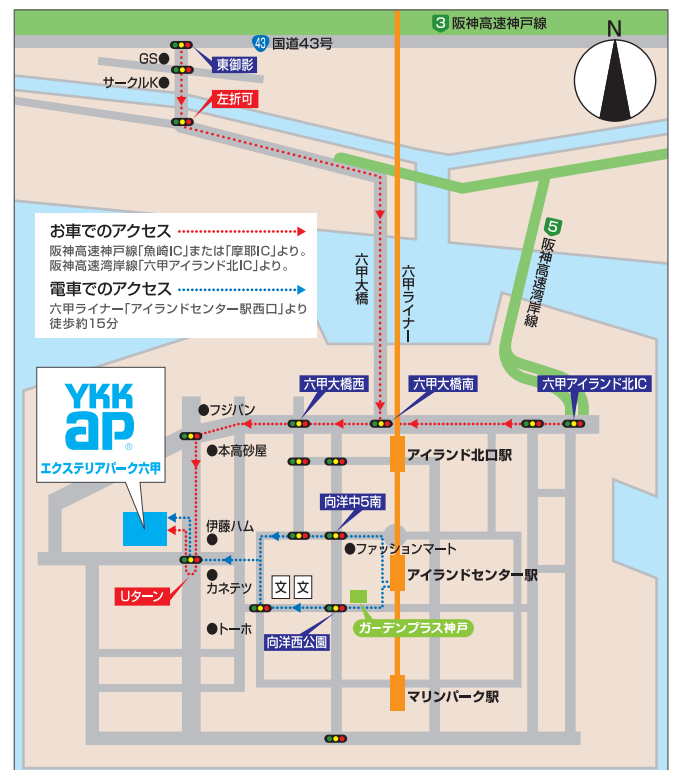 3 阪神高速神戸線
N
43 国道43号
GS
東御影
サークルK
左折可
お車でのアクセス
阪神高速神戸線「魚崎IC」または「摩耶IC」より。
阪神高速湾岸線「六甲アイランド北IC」より。
電車でのアクセス
六甲ライナー「アイランドセンター駅西口」より
徒歩約15分
六甲大橋
六甲ライナー
5
阪神高速湾岸線
YKK
ap®
エクステリアパーク六甲
フジパン
六甲大橋西
六甲大橋南
六甲アイランド北IC
本高砂屋
アイランド北口駅
向洋中5南
伊藤ハム
ファッションマート
アイランドセンター駅
Uターン
カネテツ
文 文
ガーデンプラス神戸
トーホ
向洋西公園
マリンパーク駅